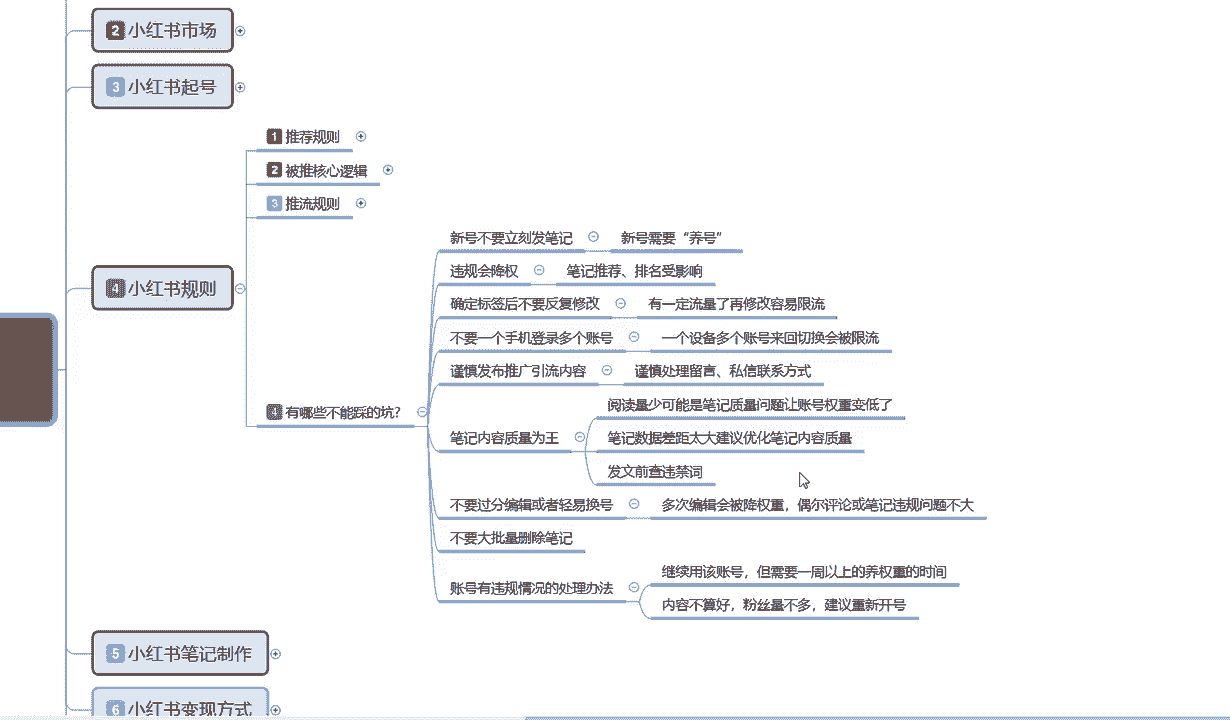 2 小红书市场
3 小红书起号
1 推荐规则
2 被推核心逻辑
3 推流规则
4 小红书规则
新号不要立刻发笔记 新号需要“养号”
违规会降权 笔记推荐、排名受影响
确定标签后不要反复修改 有一定流量了再修改容易限流
不要一个手机登录多个账号 一个设备多个账号来回切换会被限流
谨慎发布推广引流内容 谨慎处理留言、私信联系方式
4 有哪些不能踩的坑?
阅读量少可能是笔记质量问题让账号权重变低了
笔记内容质量为王 笔记数据差距太大建议优化笔记内容质量
发文前查违禁词
不要过分编辑或者轻易换号 多次编辑会被降权重，偶尔评论或笔记违规问题不大
不要大批量删除笔记
账号有违规情况的处理办法
继续用该账号，但需要一周以上的养权重的时间
内容不算好，粉丝量不多，建议重新开号
5 小红书笔记制作
6 小红书变现方式